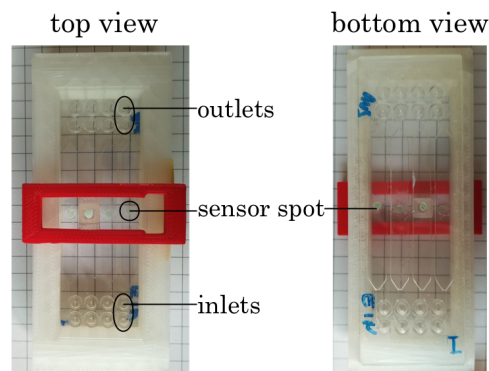 top view
bottom view
outlets
sensor spot
inlets
I